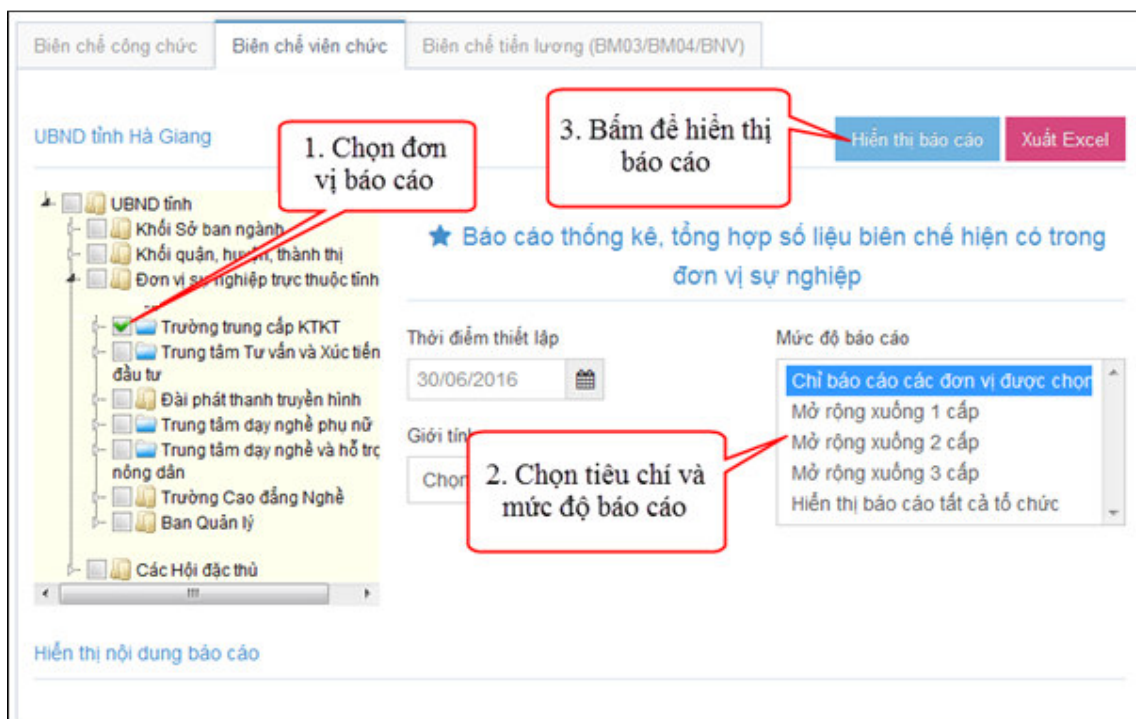 Biên chế công chức
Biên chế viên chức
Biên chế tiền lương (BM03/BM04/BNV)
UBND tỉnh Hà Giang
1. Chọn đơn
vị báo cáo
3. Bấm để hiển thị
báo cáo
Hiển thị báo cáo
Xuất Excel
UBND tỉnh
Khối Sở ban ngành
Khối quận, huyện, thành thị
Đơn vị sự nghiệp trực thuộc tỉnh
Trường trung cấp KTKT
Trung tâm Tư vấn và Xúc tiến
đầu tư
Đài phát thanh truyền hình
Trung tâm dạy nghề phụ nữ
Trung tâm dạy nghề và hỗ trợ
nông dân
Trường Cao đẳng Nghề
Ban Quản lý
Các Hội đặc thù
Báo cáo thống kê, tổng hợp số liệu biên chế hiện có trong
đơn vị sự nghiệp
Thời điểm thiết lập
30/06/2016
Giới tính
Chọn
2. Chọn tiêu chí và
mức độ báo cáo
Mức độ báo cáo
Chỉ báo cáo các đơn vị được chọn
Mở rộng xuống 1 cấp
Mở rộng xuống 2 cấp
Mở rộng xuống 3 cấp
Hiển thị báo cáo tất cả tổ chức
Hiển thị nội dung báo cáo